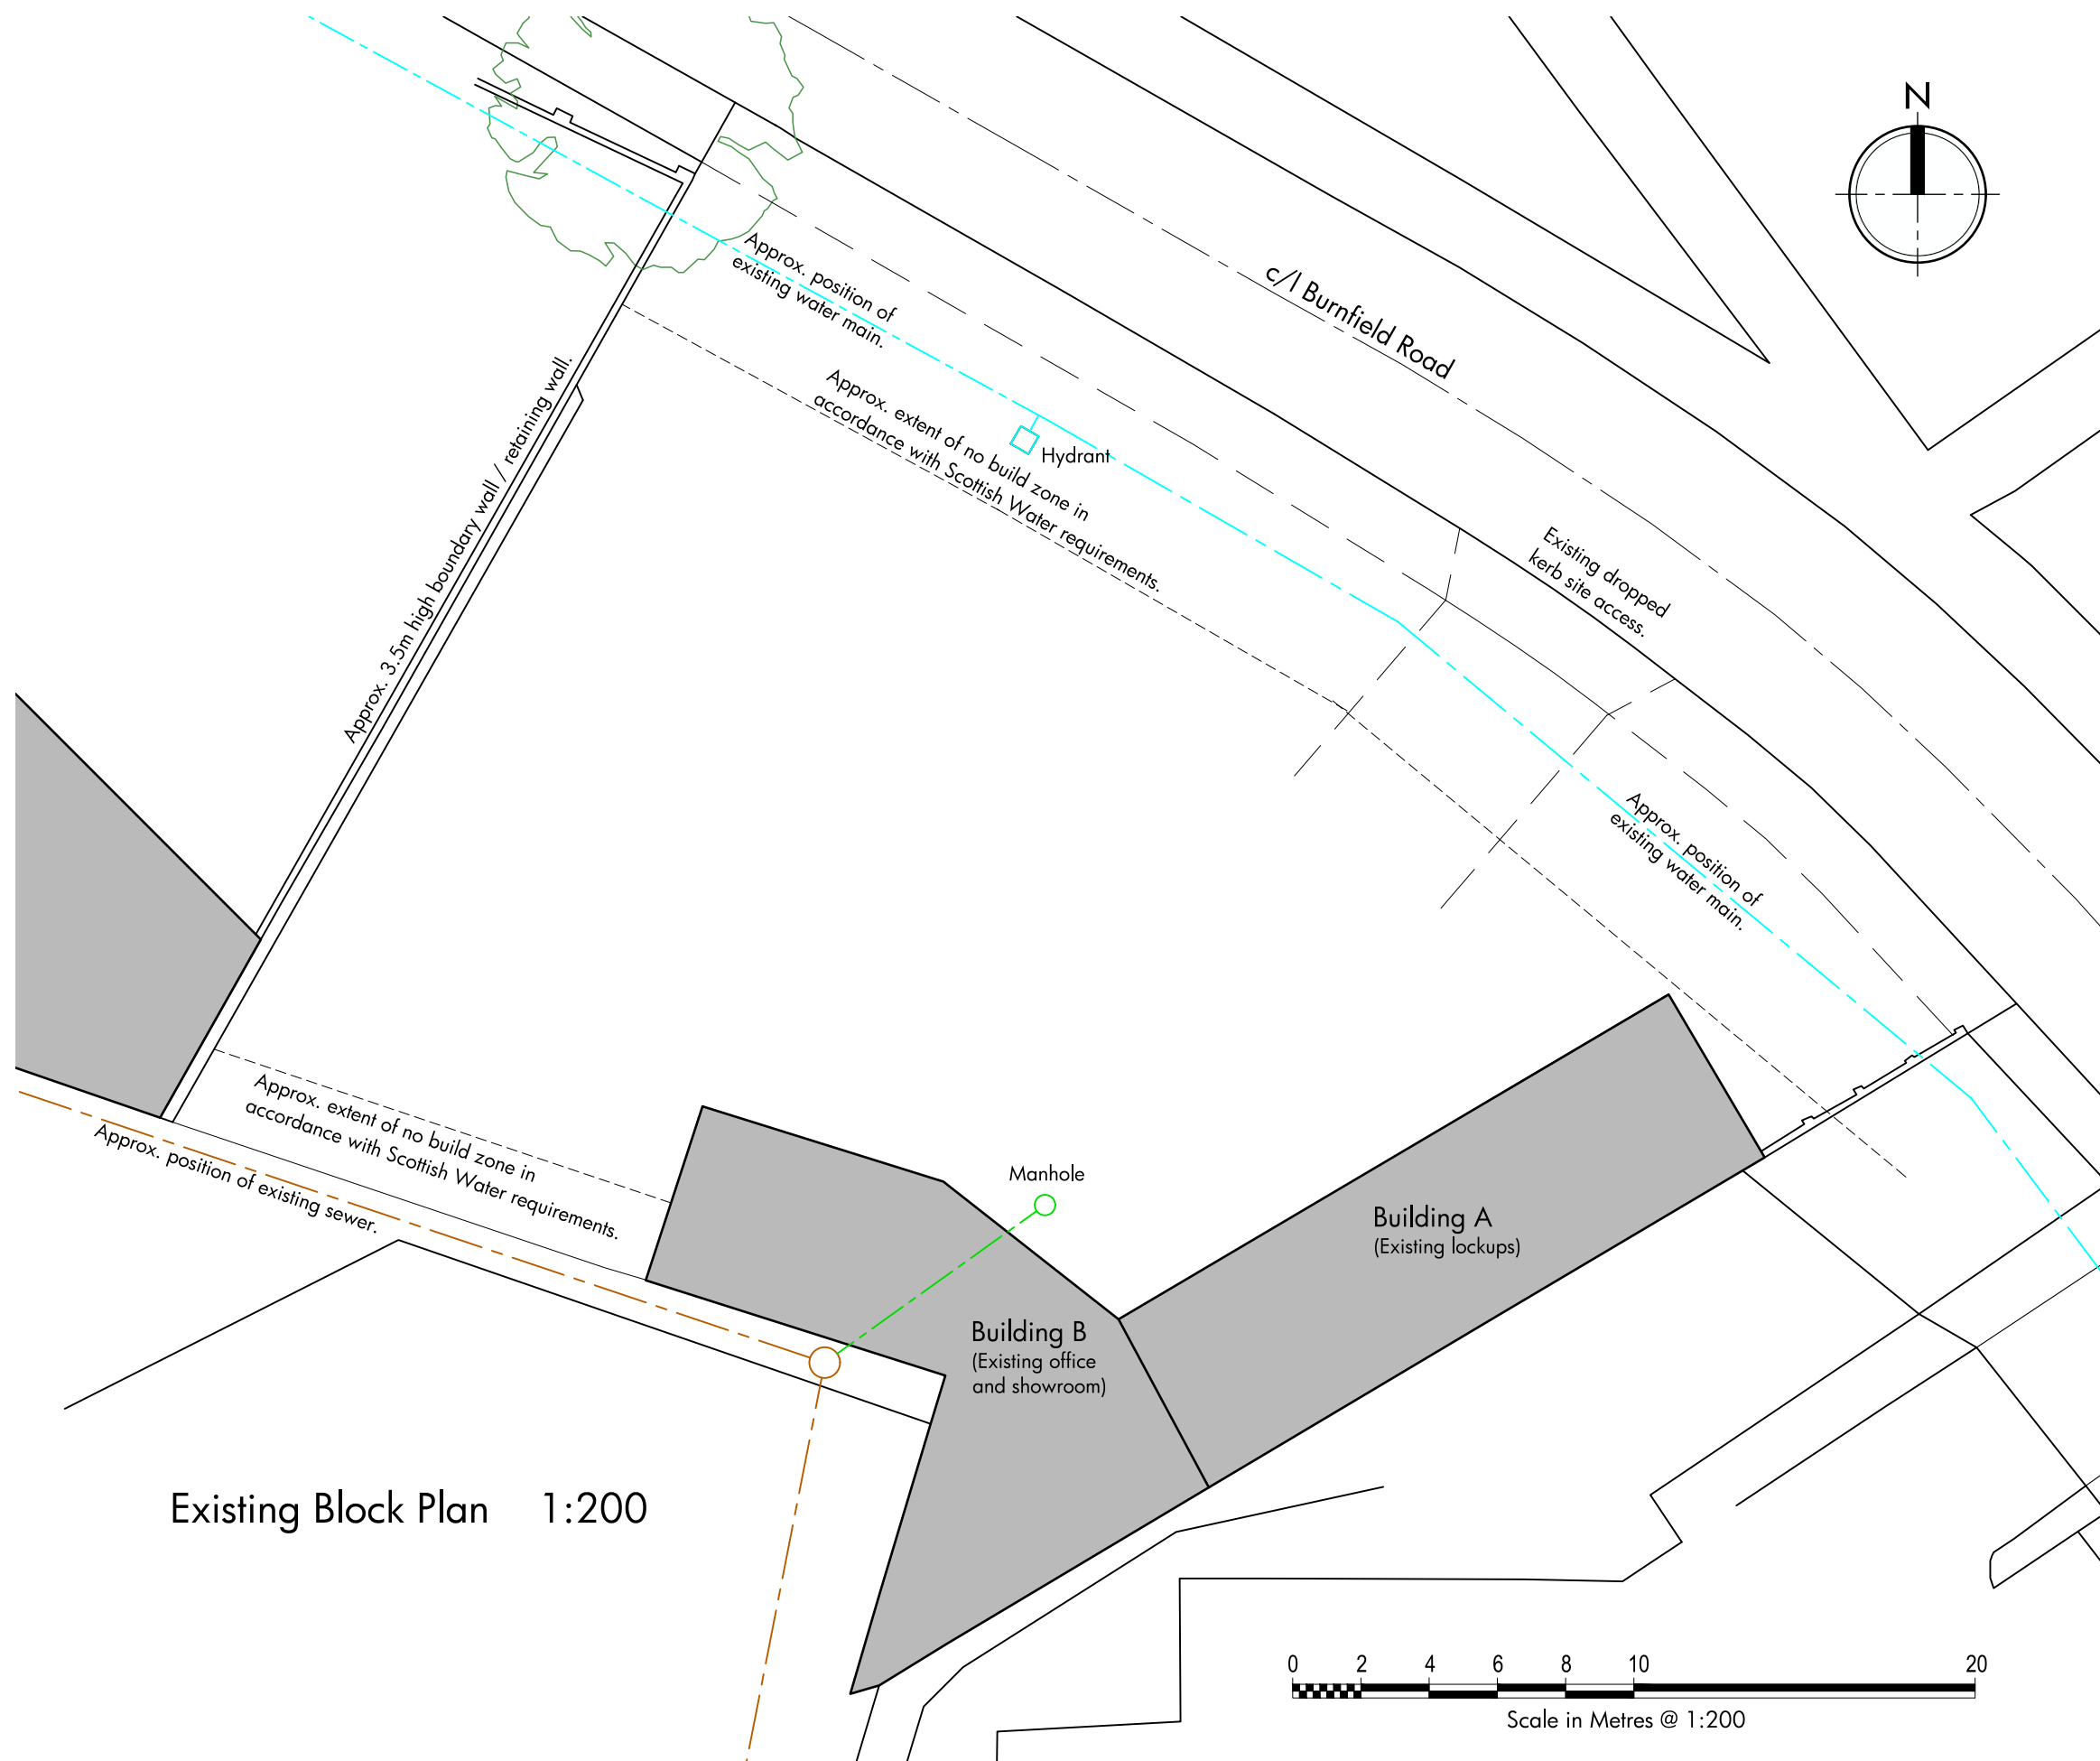 N
c/l Burnfield Road
Approx. position of
existing water main.
Approx. extent of no build zone in
accordance with Scottish Water requirements.
Hydrant
Approx. 3.5m high boundary wall / retaining wall.
Existing dropped
kerb site access.
Approx. position of
existing water main.
Approx. extent of no build zone in
accordance with Scottish Water requirements.
Approx. position of existing sewer.
Manhole
Building A
(Existing lockups)
Building B
(Existing office
and showroom)
Existing Block Plan 1:200
0 2 4 6 8 10 20
Scale in Metres @ 1:200